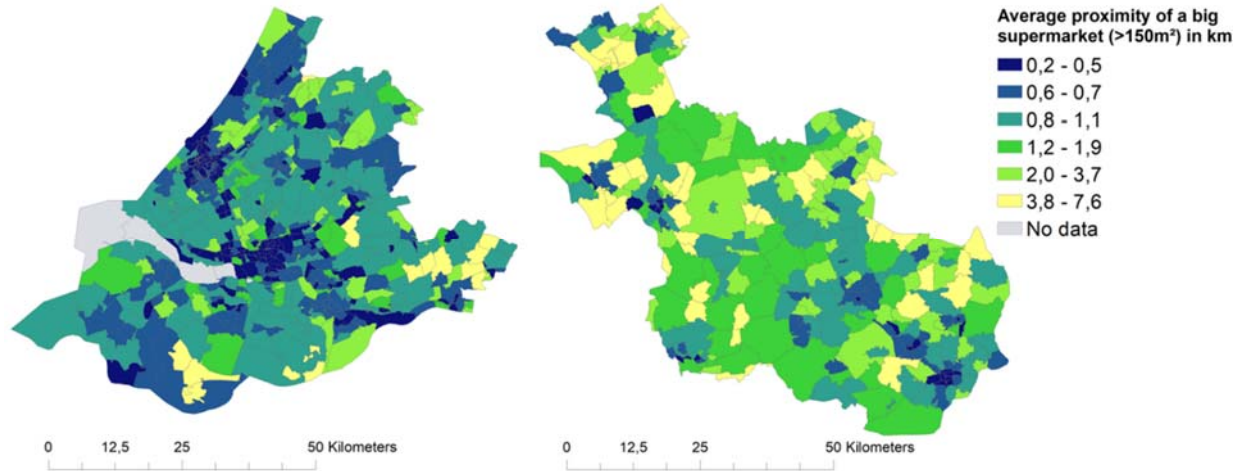 Average proximity of a big
supermarket (>150m²) in km
0,2 - 0,5
0,6 - 0,7
0,8 - 1,1
1,2 - 1,9
2,0 - 3,7
3,8 - 7,6
No data
0 12,5 25 50 Kilometers
0 12,5 25 50 Kilometers